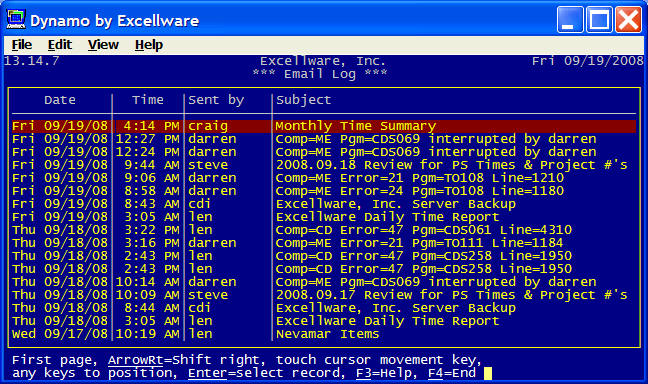 Dynamo by Excellware
File Edit View Help
13.14.7 Excellware, Inc. Fri 09/19/2008
*** Email Log ***
Date Time Sent by Subject
Fri 09/19/08 4:14 PM craig Monthly Time Summary
Fri 09/19/08 12:27 PM darren Comp=ME Pgm=CDS069 interrupted by darren
Fri 09/19/08 12:24 PM darren Comp=ME Pgm=CDS069 interrupted by darren
Fri 09/19/08 9:44 AM steve 2008.09.18 Review for PS Times & Project #'s
Fri 09/19/08 9:06 AM darren Comp=ME Error=21 Pgm=TO108 Line=1210
Fri 09/19/08 8:58 AM darren Comp=ME Error=24 Pgm=TO108 Line=1180
Fri 09/19/08 8:43 AM cdi Excellware, Inc. Server Backup
Fri 09/19/08 3:05 AM len Excellware Daily Time Report
Thu 09/18/08 3:22 PM len Comp=CD Error=47 Pgm=CDS061 Line=4310
Thu 09/18/08 3:16 PM darren Comp=ME Error=21 Pgm=TO111 Line=1184
Thu 09/18/08 2:43 PM len Comp=CD Error=47 Pgm=CDS258 Line=1950
Thu 09/18/08 2:43 PM len Comp=CD Error=47 Pgm=CDS258 Line=1950
Thu 09/18/08 10:14 AM darren Comp=ME Pgm=CDS069 interrupted by darren
Thu 09/18/08 10:09 AM steve 2008.09.17 Review for PS Times & Project #'s
Thu 09/18/08 8:44 AM cdi Excellware, Inc. Server Backup
Thu 09/18/08 3:05 AM len Excellware Daily Time Report
Wed 09/17/08 10:19 AM len Nevamar Items
First page, ArrowRt=Shift right, touch cursor movement key,
any keys to position, Enter=select record, F3=Help, F4=End